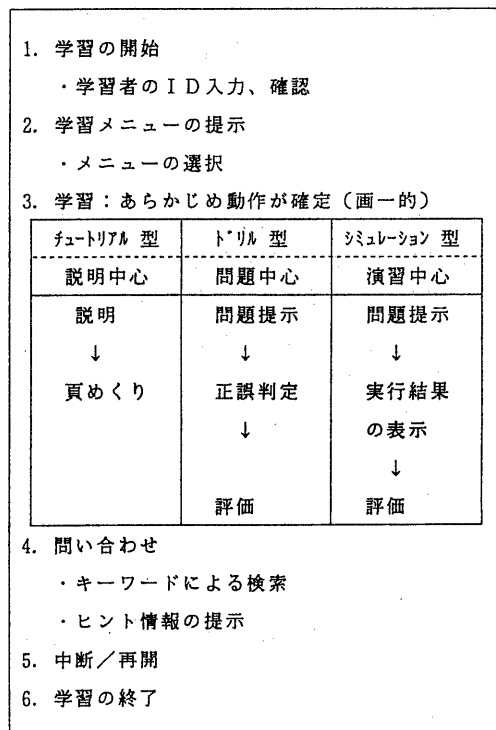 1. 学習の開始
・学習者のＩＤ入力、確認
2. 学習メニューの提示
・メニューの選択
3. 学習：あらかじめ動作が確定（画一的）
ﾁｭｰﾄﾘｱﾙ 型 ﾄﾞﾘﾙ 型 ｼﾐｭﾚｰｼｮﾝ 型
説明中心 問題中心 演習中心
説明 問題提示 問題提示
↓ ↓ ↓
頁めくり 正誤判定 実行結果
↓ の表示
↓
評価 評価
4. 問い合わせ
・キーワードによる検索
・ヒント情報の提示
5. 中断／再開
6. 学習の終了